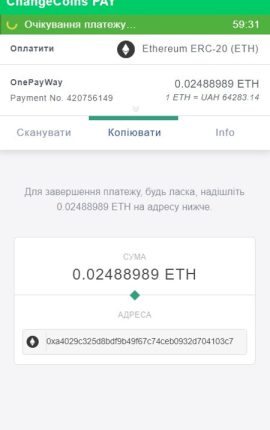 ChangeCoins PAY
Очікування платежу... 59:31
Оплатити Ethereum ERC-20 (ETH)
OnePayWay 0.02488989 ETH
Payment No. 420756149 1 ETH = UAH 64283.14
Сканувати Копіювати Info
Для завершення платежу, будь ласка, надішліть
0.02488989 ETH на адресу нижче.
СУМА
0.02488989 ETH
АДРЕСА
0xa4029c325d8bdf9b49f67c74ceb0932d704103c7